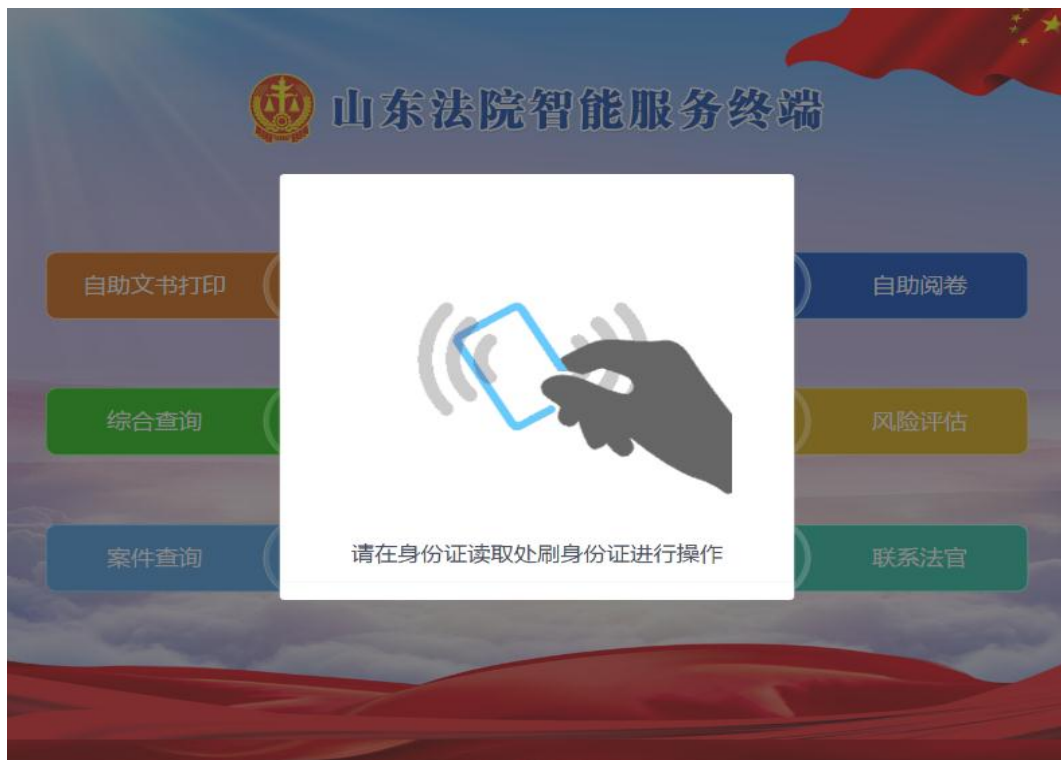 山东法院智能服务终端
自助文书打印
自助阅卷
综合查询
风险评估
案件查询
联系法官
请在身份证读取处刷身份证进行操作